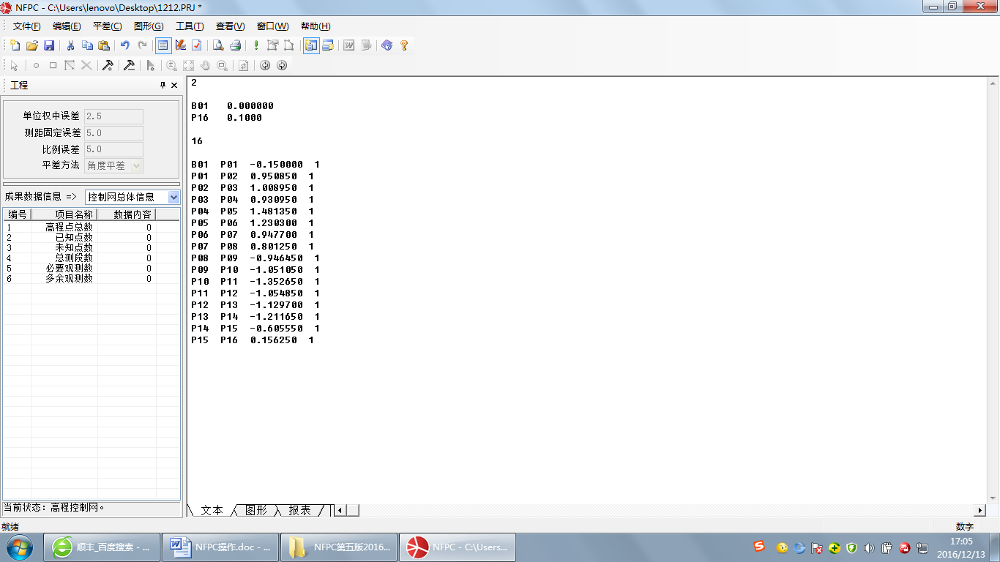 NFPC - C:\Users\lenovo\Desktop\1212.PRJ *
文件(F) 编辑(E) 平差(C) 图形(G) 工具(T) 查看(V) 窗口(W) 帮助(H)
工程
单位权中误差 2.5
测距固定误差 5.0
比例误差 5.0
平差方法 角度平差
成果数据信息 => 控制网总体信息
编号 项目名称 数据内容
1 高程点总数 0
2 已知点数 0
3 未知点数 0
4 总测段数 0
5 必要观测数 0
6 多余观测数 0
当前状态: 高程控制网。
2
B01 0.000000
P16 0.1000
16
B01 P01 -0.150000 1
P01 P02 0.950850 1
P02 P03 1.008950 1
P03 P04 0.930950 1
P04 P05 1.481350 1
P05 P06 1.230300 1
P06 P07 0.947700 1
P07 P08 0.801250 1
P08 P09 -0.946450 1
P09 P10 -1.051050 1
P10 P11 -1.352650 1
P11 P12 -1.054850 1
P12 P13 -1.129700 1
P13 P14 -1.211650 1
P14 P15 -0.605550 1
P15 P16 0.156250 1
文本 图形 报表
就绪 数字
顺丰_百度搜索 - ... NFPC操作.doc - ... NFPC第五版2016... NFPC - C:\Users... 17:05
2016/12/13